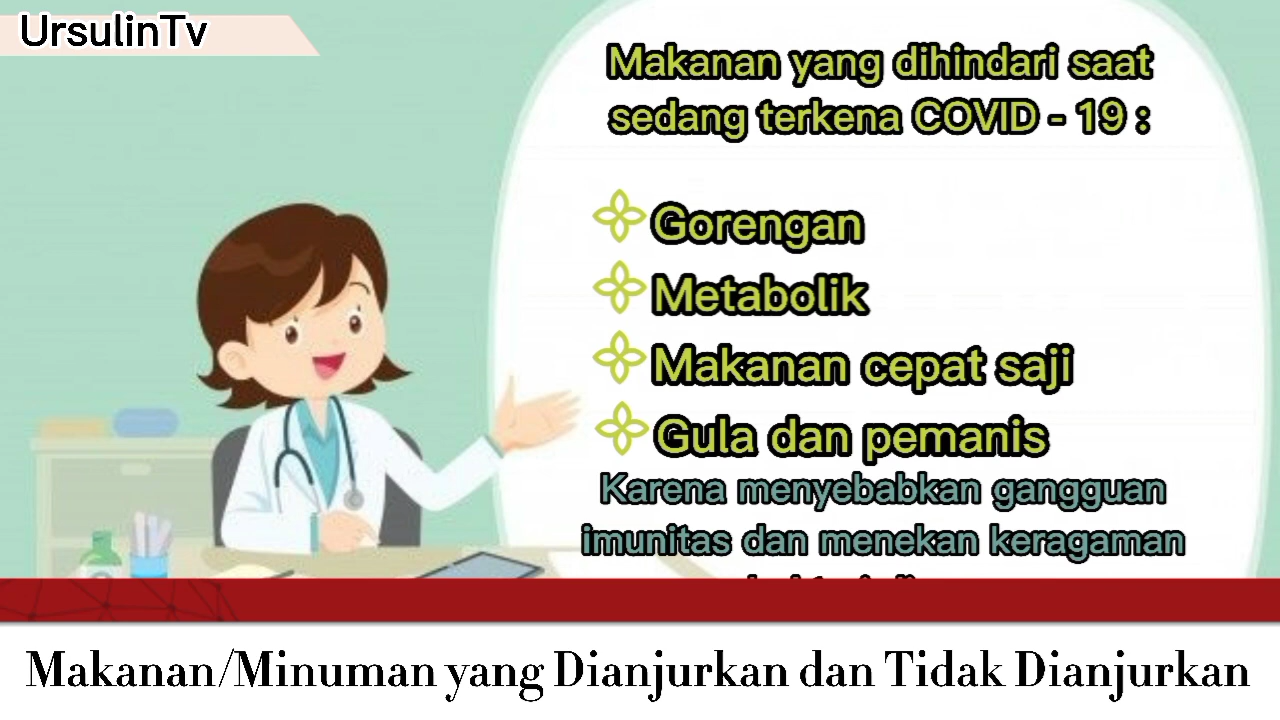 UrsulinTv
Makanan yang dihindari saat
sedang terkena COVID - 19 :
Gorengan
Metabolik
Makanan cepat saji
Gula dan pemanis
Karena menyebabkan gangguan
imunitas dan menekan keragaman
Makanan/Minuman yang Dianjurkan dan Tidak Dianjurkan